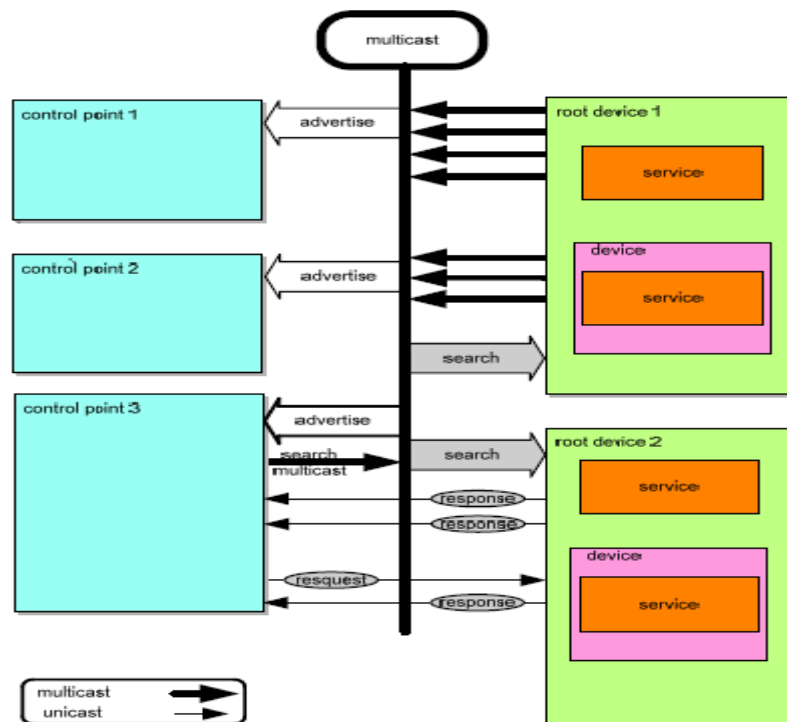 multicast
control point 1
advertise
root device 1
service
device
service
control point 2
advertise
search
control point 3
advertise
search
multicast
search
root device 2
service
response
response
device
resquest
service
response
multicast
unicast